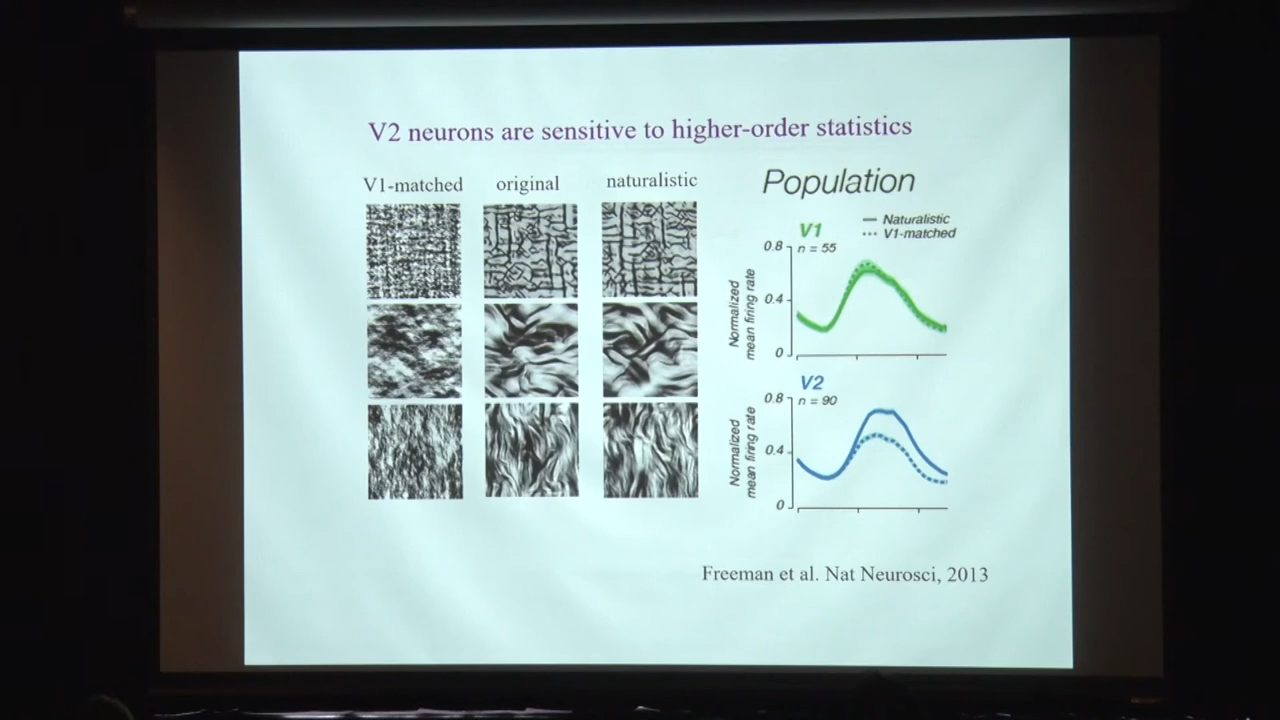 V2 neurons are sensitive to higher-order statistics
V1-matched original naturalistic
Population
V1
n = 55
Naturalistic
V1-matched
0.8
0.4
0
Normalized
mean firing rate
V2
n = 90
0.8
0.4
0
Normalized
mean firing rate
Freeman et al. Nat Neurosci, 2013